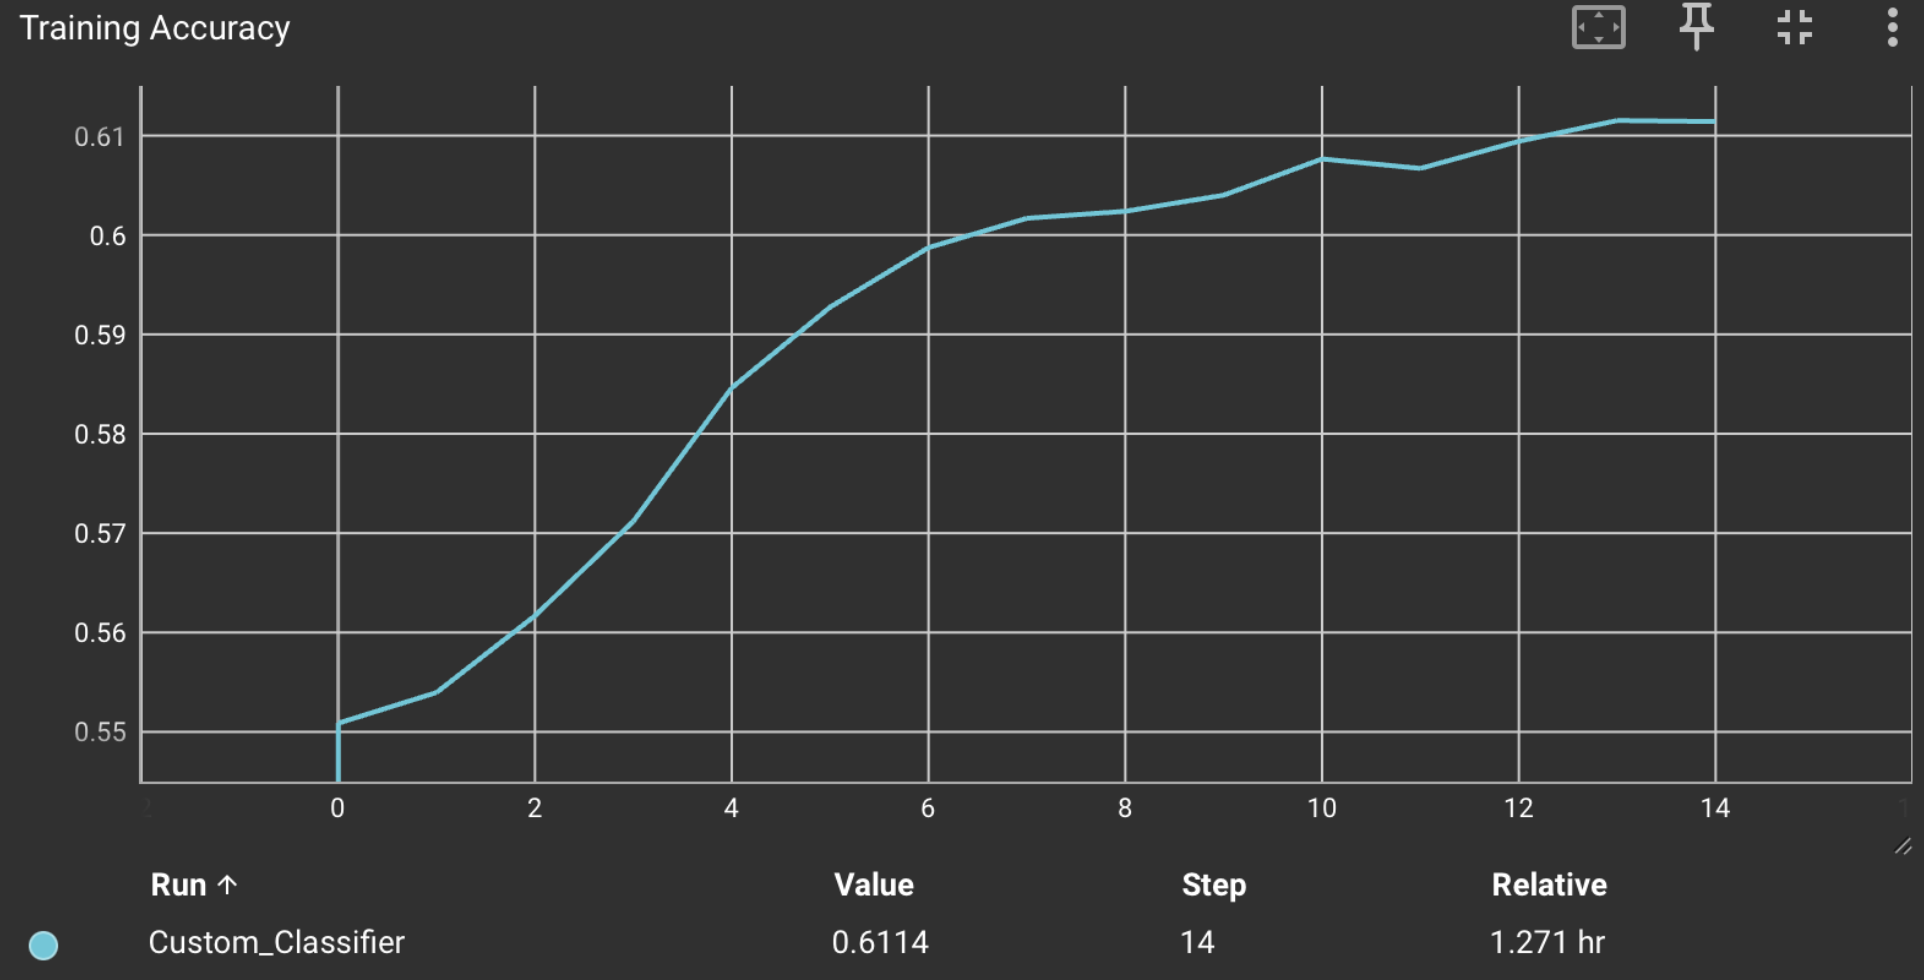 Training Accuracy
0.61
0.6
0.59
0.58
0.57
0.56
0.55
0 2 4 6 8 10 12 14
Run ↑ Value Step Relative
Custom_Classifier 0.6114 14 1.271 hr